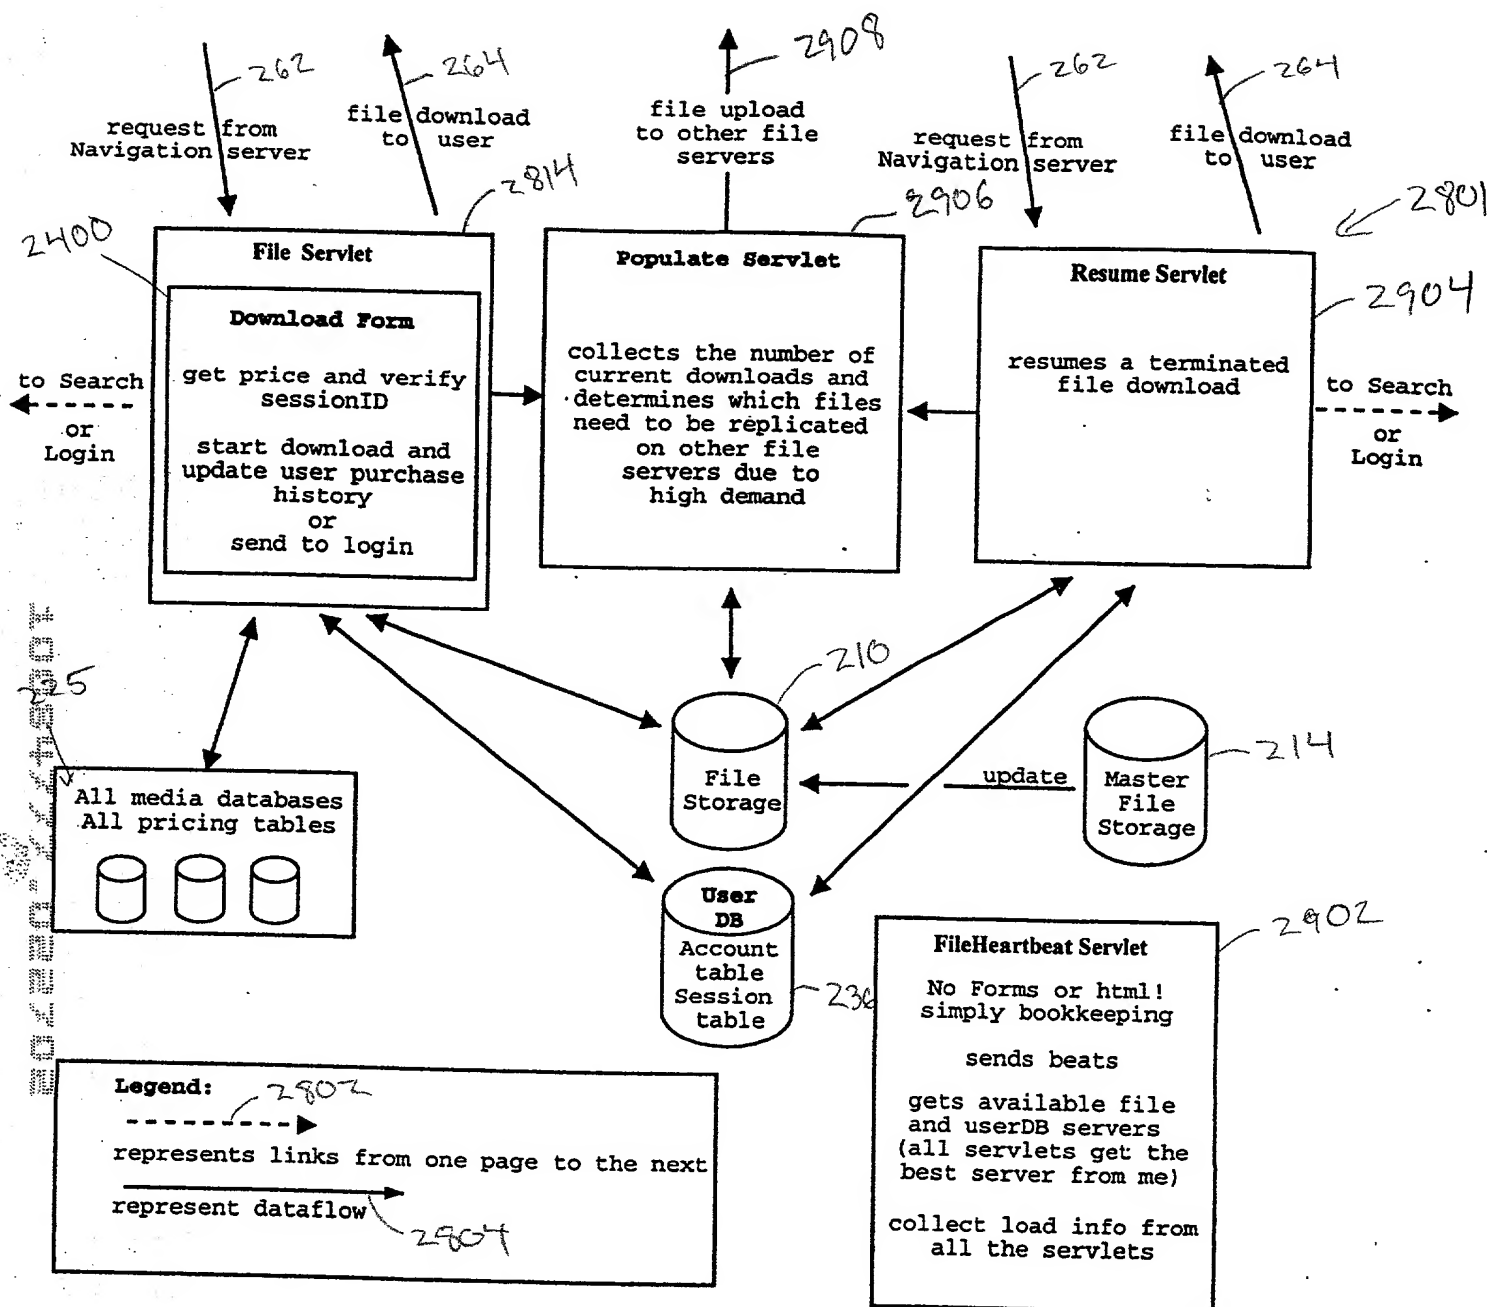 262
264
2908
262
264
request from
Navigation server
file download
to user
file upload
to other file
servers
request from
Navigation server
file download
to user
2814
2906
2801
2400
File Servlet
Download Form
get price and verify
sessionID
start download and
update user purchase
history
or
send to login
to Search
or
Login
Populate Servlet
collects the number of
current downloads and
determines which files
need to be replicated
on other file
servers due to
high demand
Resume Servlet
2904
resumes a terminated
file download
to Search
or
Login
225
All media databases
All pricing tables
210
File
Storage
update
Master
File
Storage
214
User
DB
Account
table
Session
table
236
2902
FileHeartbeat Servlet
No Forms or html!
simply bookkeeping
sends beats
gets available file
and userDB servers
(all servlets get the
best server from me)
collect load info from
all the servlets
Legend:
2802
represents links from one page to the next
represent dataflow
2804